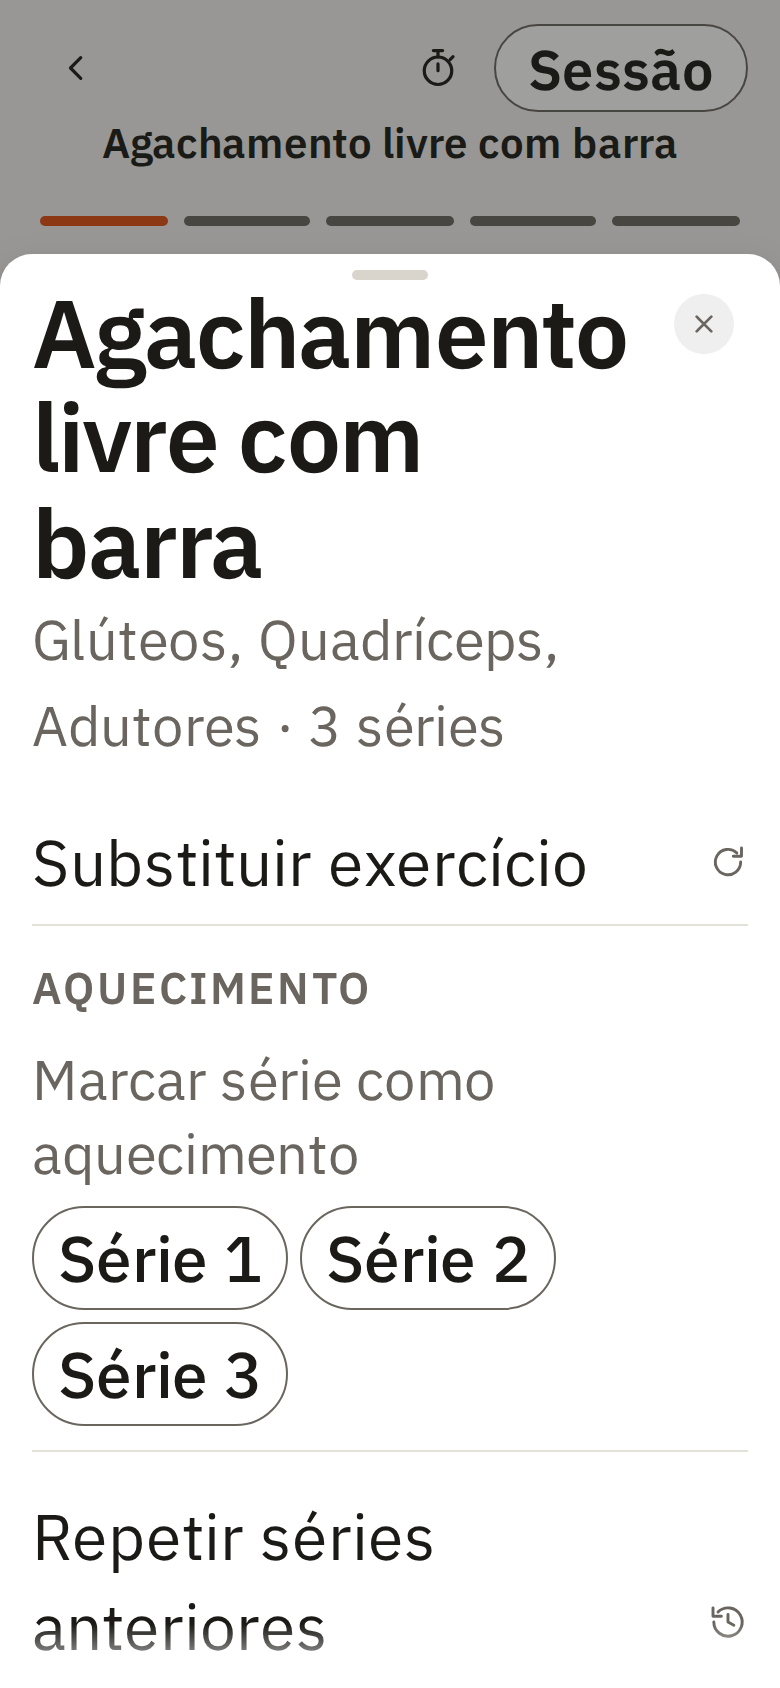 Sessão
Agachamento livre com barra
Agachamento
livre com
barra
Glúteos, Quadríceps,
Adutores · 3 séries
Substituir exercício
AQUECIMENTO
Marcar série como
aquecimento
Série 1 Série 2
Série 3
Repetir séries
anteriores